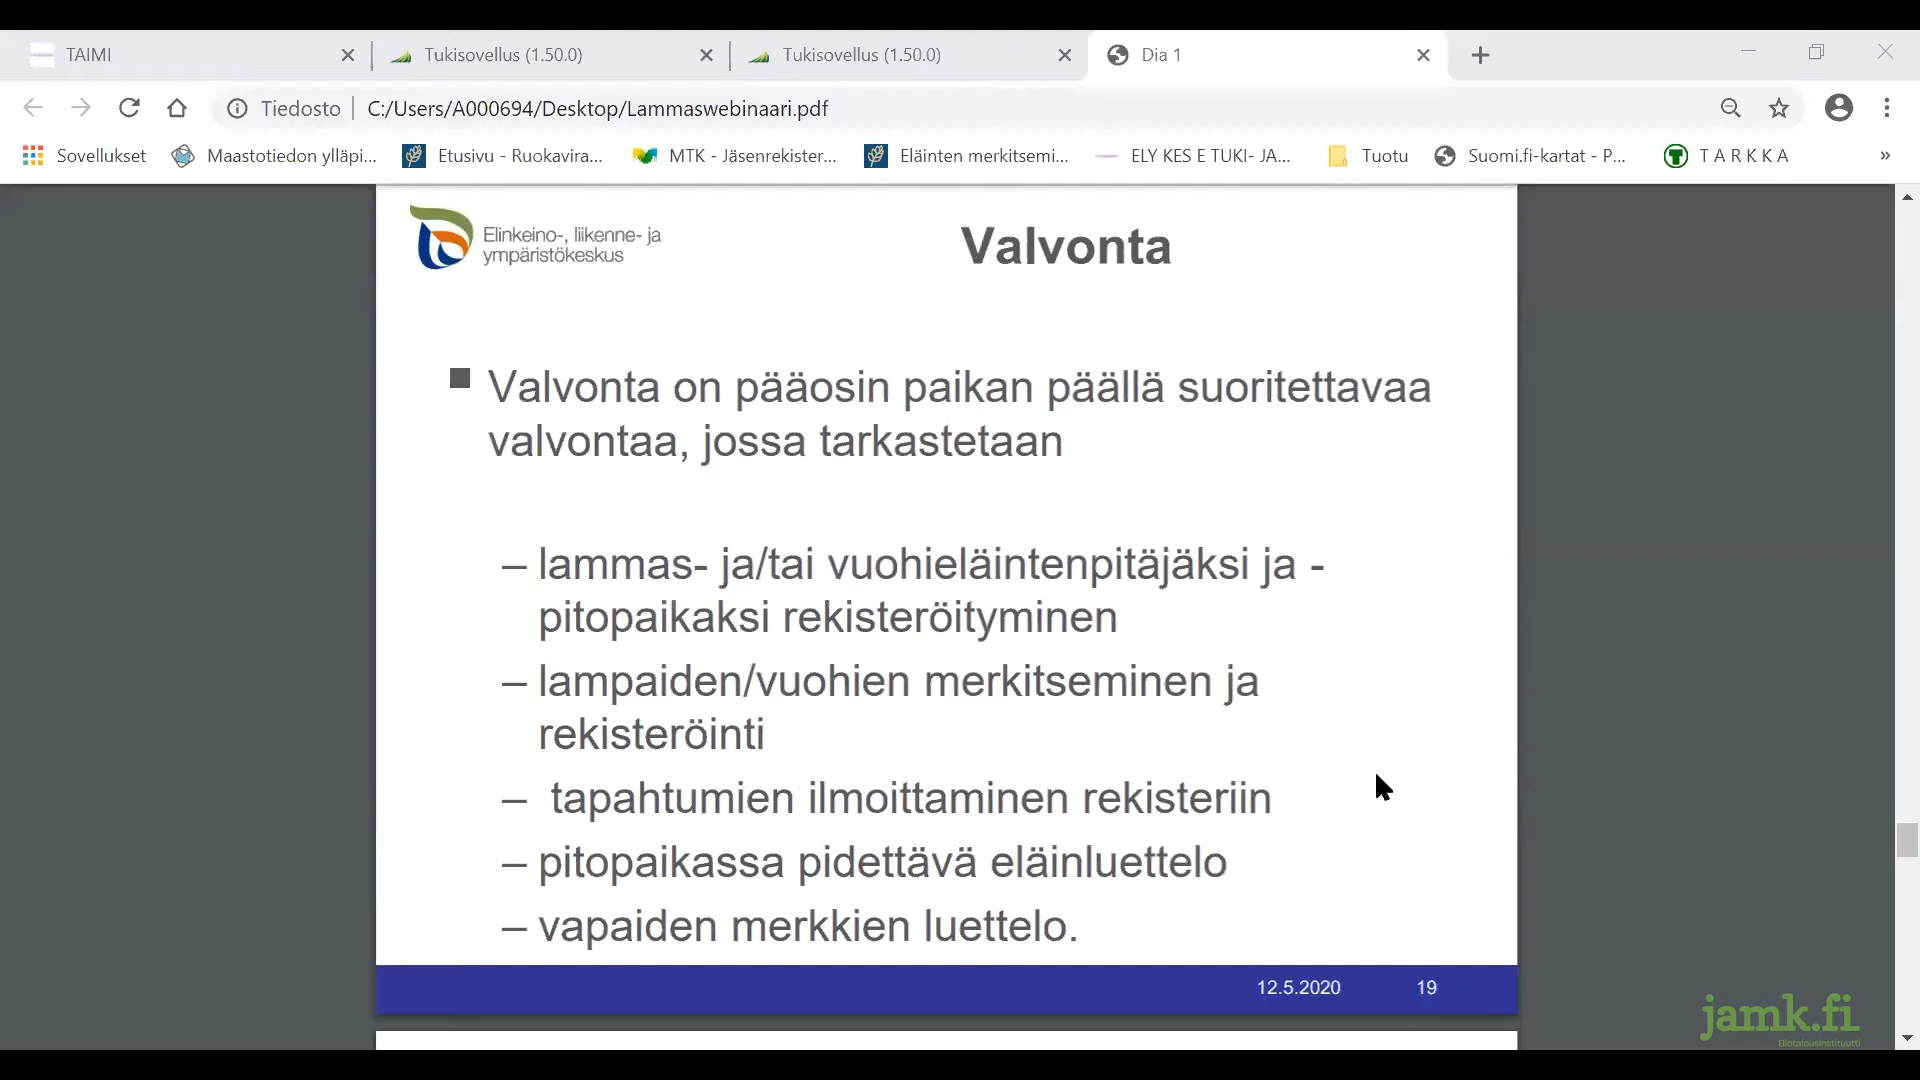 TAIMI
Tukisovellus (1.50.0)
Tukisovellus (1.50.0)
Dia 1
Tiedosto
C:/Users/A000694/Desktop/Lammaswebinaari.pdf
Sovellukset
Maastotiedon ylläpi...
Etusivu - Ruokavira...
MTK - Jäsenrekister...
Eläinten merkitsemi...
ELY KES E TUKI- JA...
Tuotu
Suomi.fi-kartat - P...
T A R K K A
»
Elinkeino-, liikenne- ja
ympäristökeskus
Valvonta
Valvonta on pääosin paikan päällä suoritettavaa
valvontaa, jossa tarkastetaan
– lammas- ja/tai vuohieläintenpitäjäksi ja -
pitopaikaksi rekisteröityminen
– lampaiden/vuohien merkitseminen ja
rekisteröinti
– tapahtumien ilmoittaminen rekisteriin
– pitopaikassa pidettävä eläinluettelo
– vapaiden merkkien luettelo.
12.5.2020
19
jamk.fi
Biotalousinstituutti